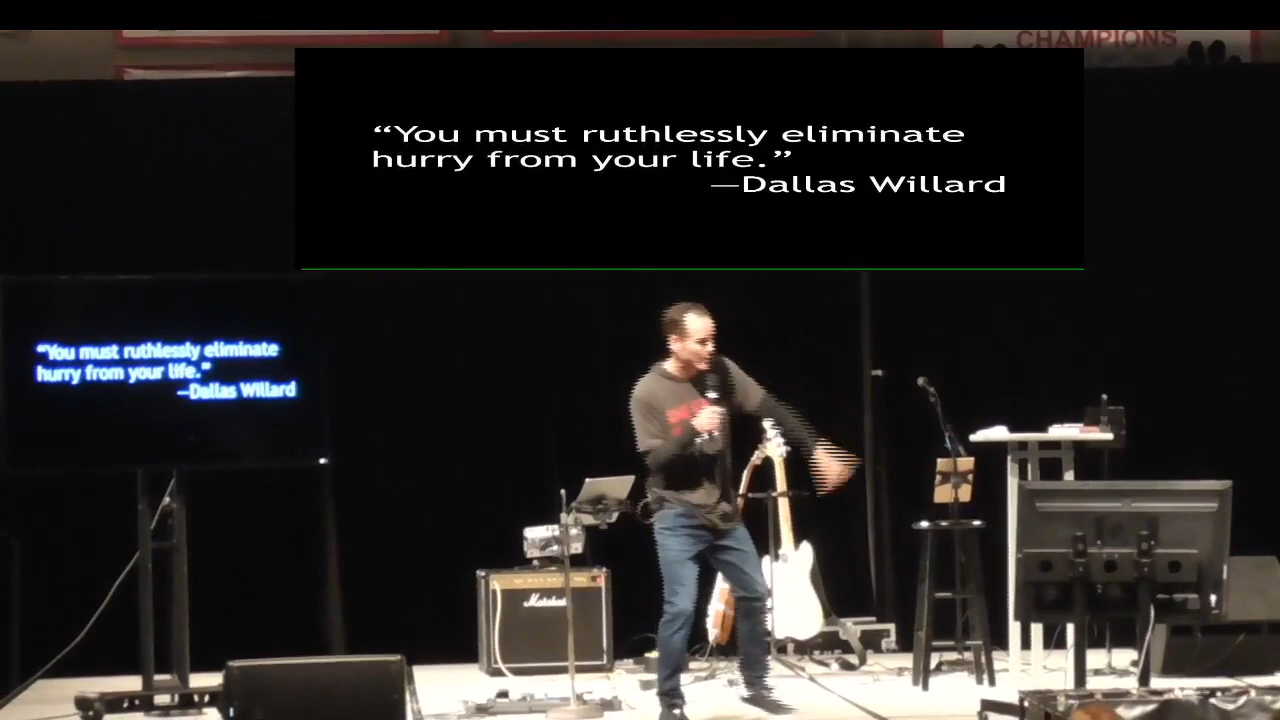 CHAMPIONS
“You must ruthlessly eliminate
hurry from your life.”
—Dallas Willard
“You must ruthlessly eliminate
hurry from your life.”
—Dallas Willard
Marshall